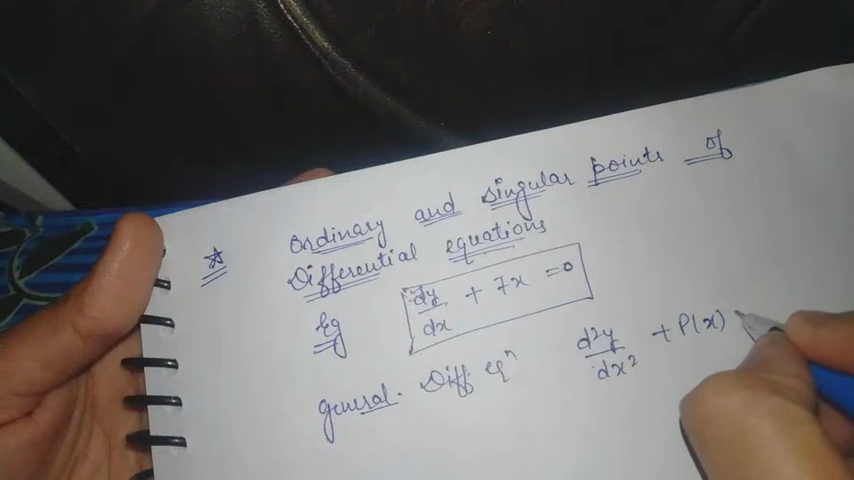 ☆ Ordinary and singular points of
Differential equations
Eg dy/dx + 7x = 0
general. Diff eqⁿ d²y/dx² + P(x)